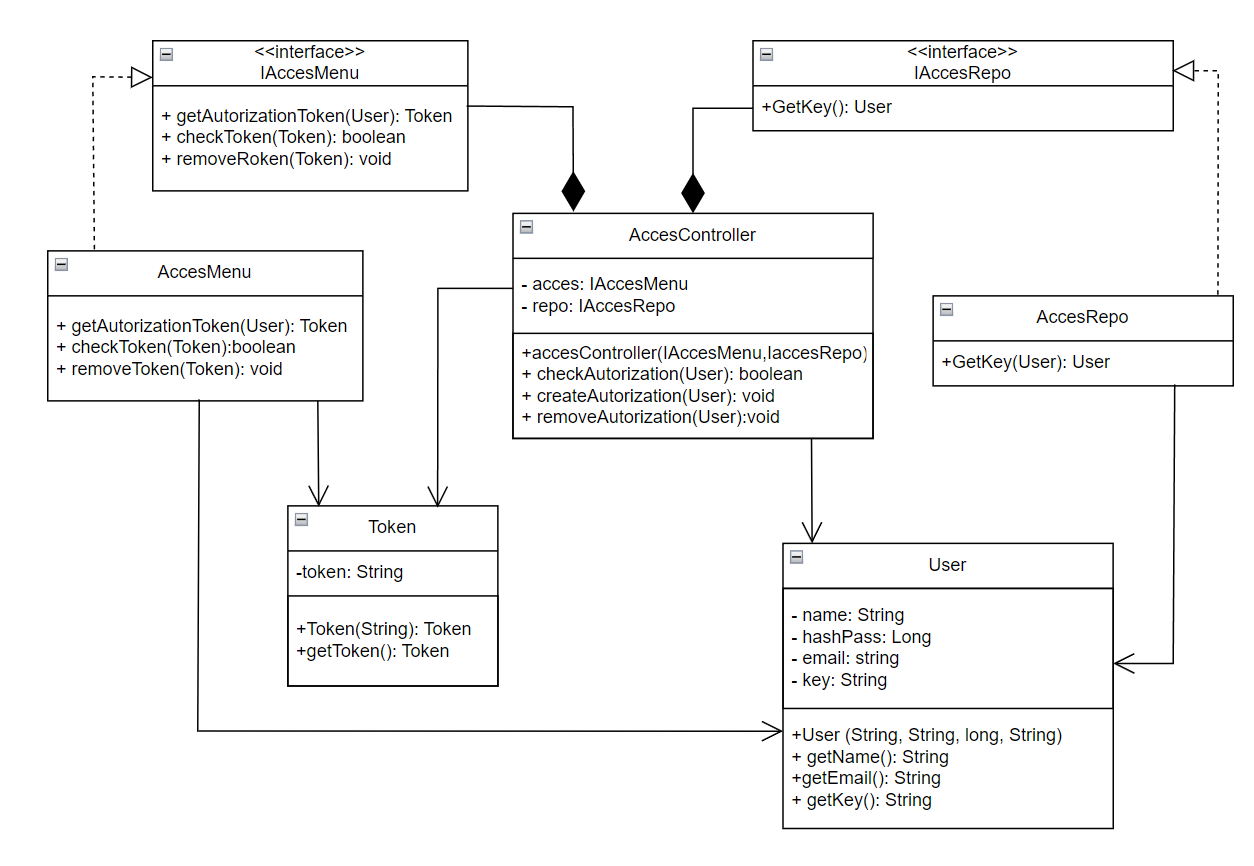 <<interface>>
IAccesMenu
+ getAutorizationToken(User): Token
+ checkToken(Token): boolean
+ removeRoken(Token): void
<<interface>>
IAccesRepo
+GetKey(): User
AccesMenu
+ getAutorizationToken(User): Token
+ checkToken(Token):boolean
+ removeToken(Token): void
AccesController
- acces: IAccesMenu
- repo: IAccesRepo
+accesController(IAccesMenu,IaccesRepo)
+ checkAutorization(User): boolean
+ createAutorization(User): void
+ removeAutorization(User):void
AccesRepo
+GetKey(User): User
Token
-token: String
+Token(String): Token
+getToken(): Token
User
- name: String
- hashPass: Long
- email: string
- key: String
+User (String, String, long, String)
+ getName(): String
+getEmail(): String
+ getKey(): String